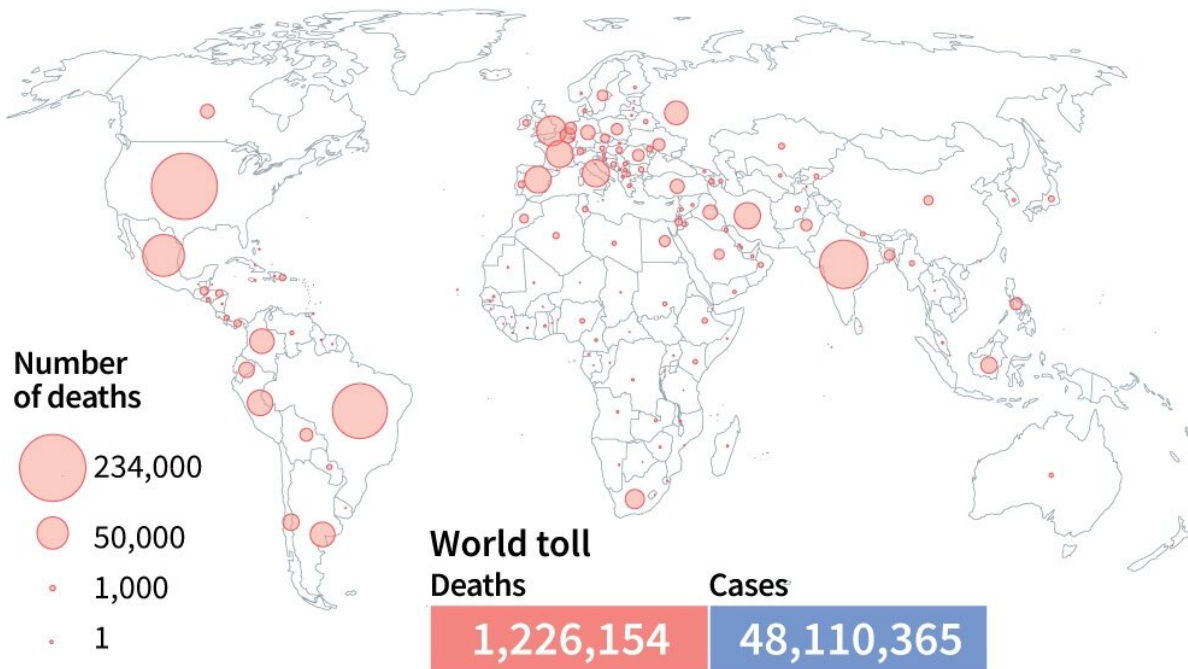 Number
of deaths
234,000
50,000
1,000
1
World toll
Deaths
Cases
1,226,154
48,110,365